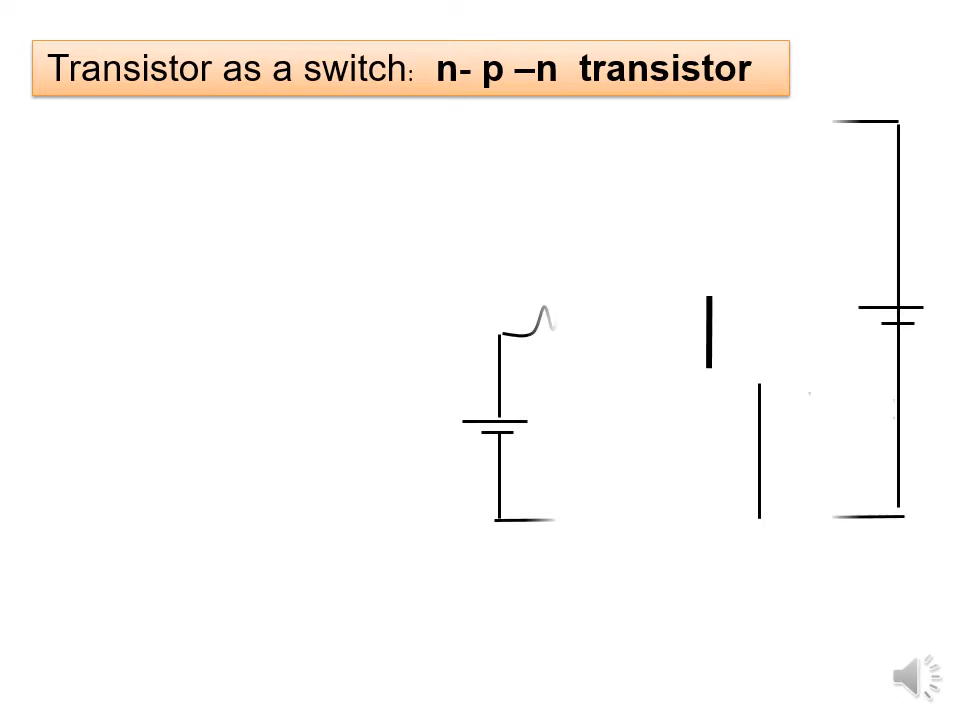 Transistor as a switch: n- p –n transistor